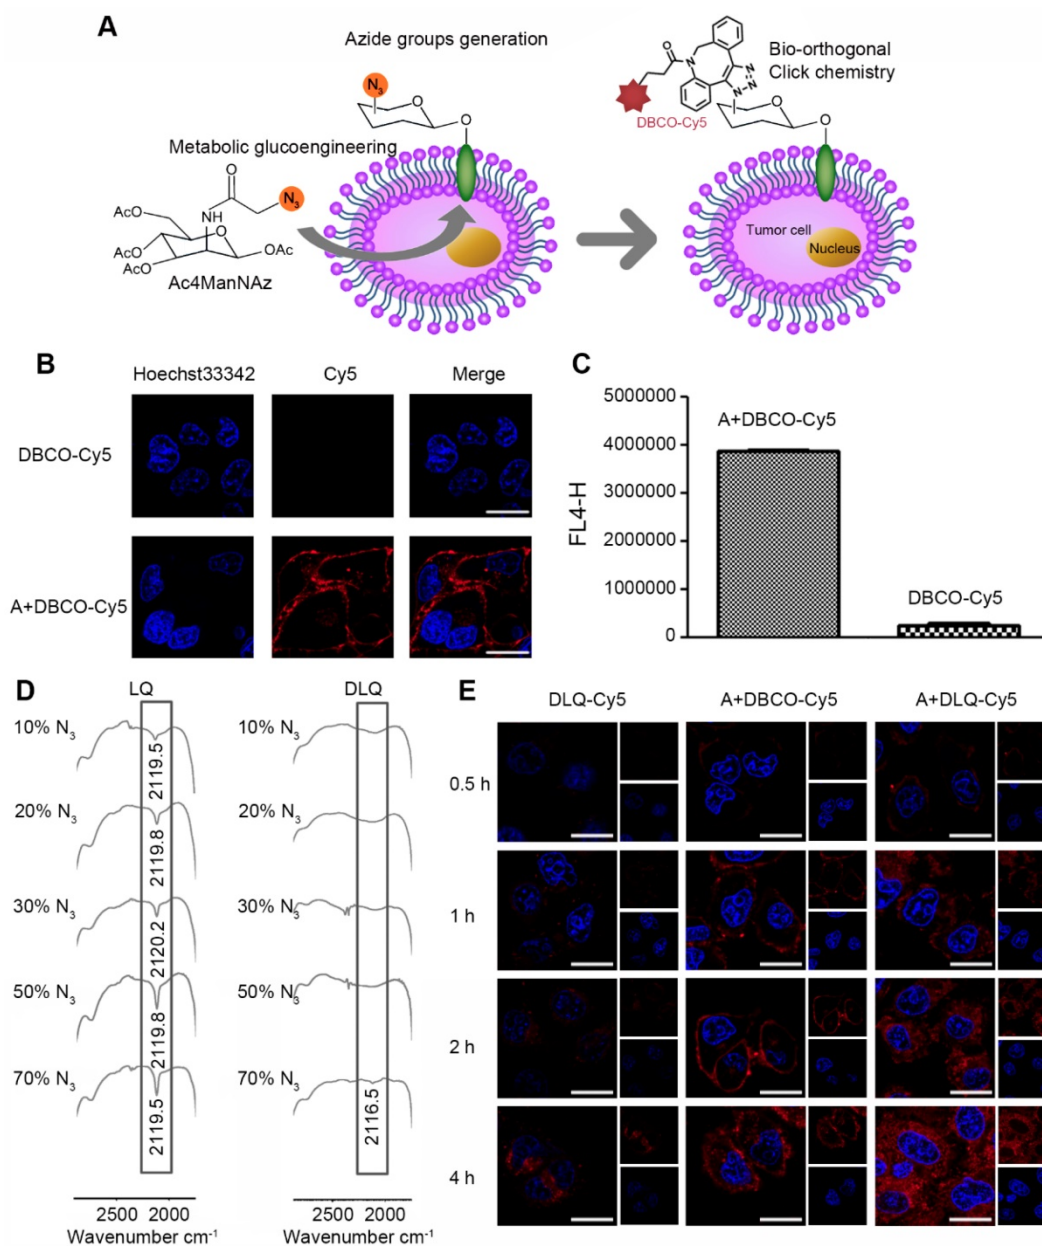 A
Azide groups generation
N3
Metabolic glucoengineering
O
O
O
N3
NH
AcO
AcO
AcO
O
OAc
Ac4ManNAz
Bio-orthogonal
Click chemistry
O
N
N
N
N
DBCO-Cy5
O
O
Tumor cell
Nucleus
B
Hoechst33342 Cy5 Merge
DBCO-Cy5
A+DBCO-Cy5
C
FL4-H
5000000
4000000
3000000
2000000
1000000
0
A+DBCO-Cy5
DBCO-Cy5
D
LQ
10% N3
2119.5
20% N3
2119.8
30% N3
2120.2
50% N3
2119.8
70% N3
2119.5
2500 2000
Wavenumber cm-1
DLQ
10% N3
20% N3
30% N3
50% N3
70% N3
2116.5
2500 2000
Wavenumber cm-1
E
DLQ-Cy5 A+DBCO-Cy5 A+DLQ-Cy5
0.5 h
1 h
2 h
4 h